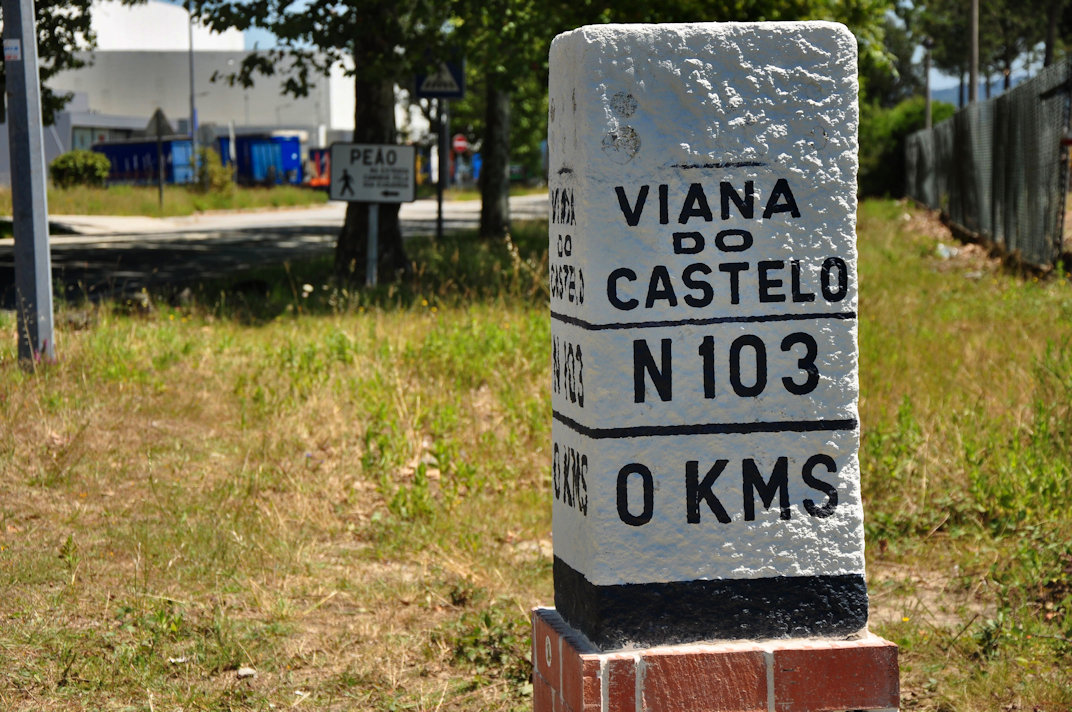 VIANA
DO
CASTELO
N 103
0 KMS
VIANA
DO
CASTELO
N 103
0 KMS
PEÃO